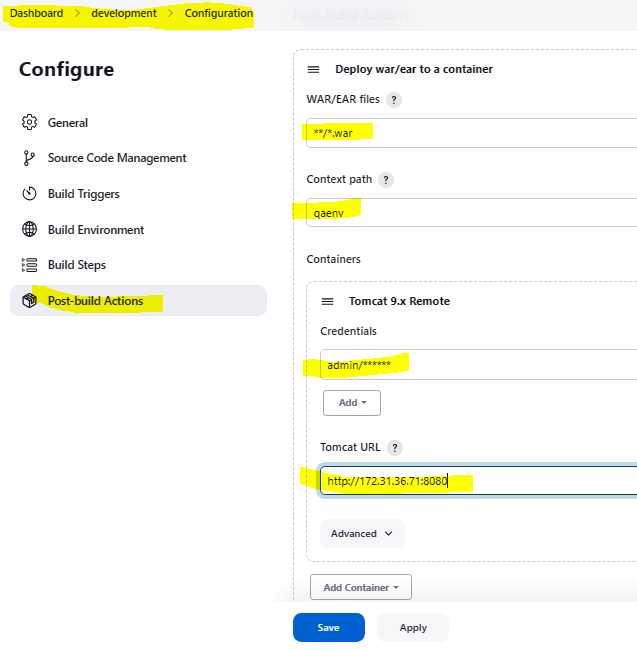 Dashboard > development > Configuration
Post-build Actions
Configure
General
Source Code Management
Build Triggers
Build Environment
Build Steps
Post-build Actions
Deploy war/ear to a container
WAR/EAR files ?
**/*.war
Context path ?
qaenv
Containers
Tomcat 9.x Remote
Credentials
admin/******
Add
Tomcat URL ?
http://172.31.36.71:8080
Advanced
Add Container
Save
Apply